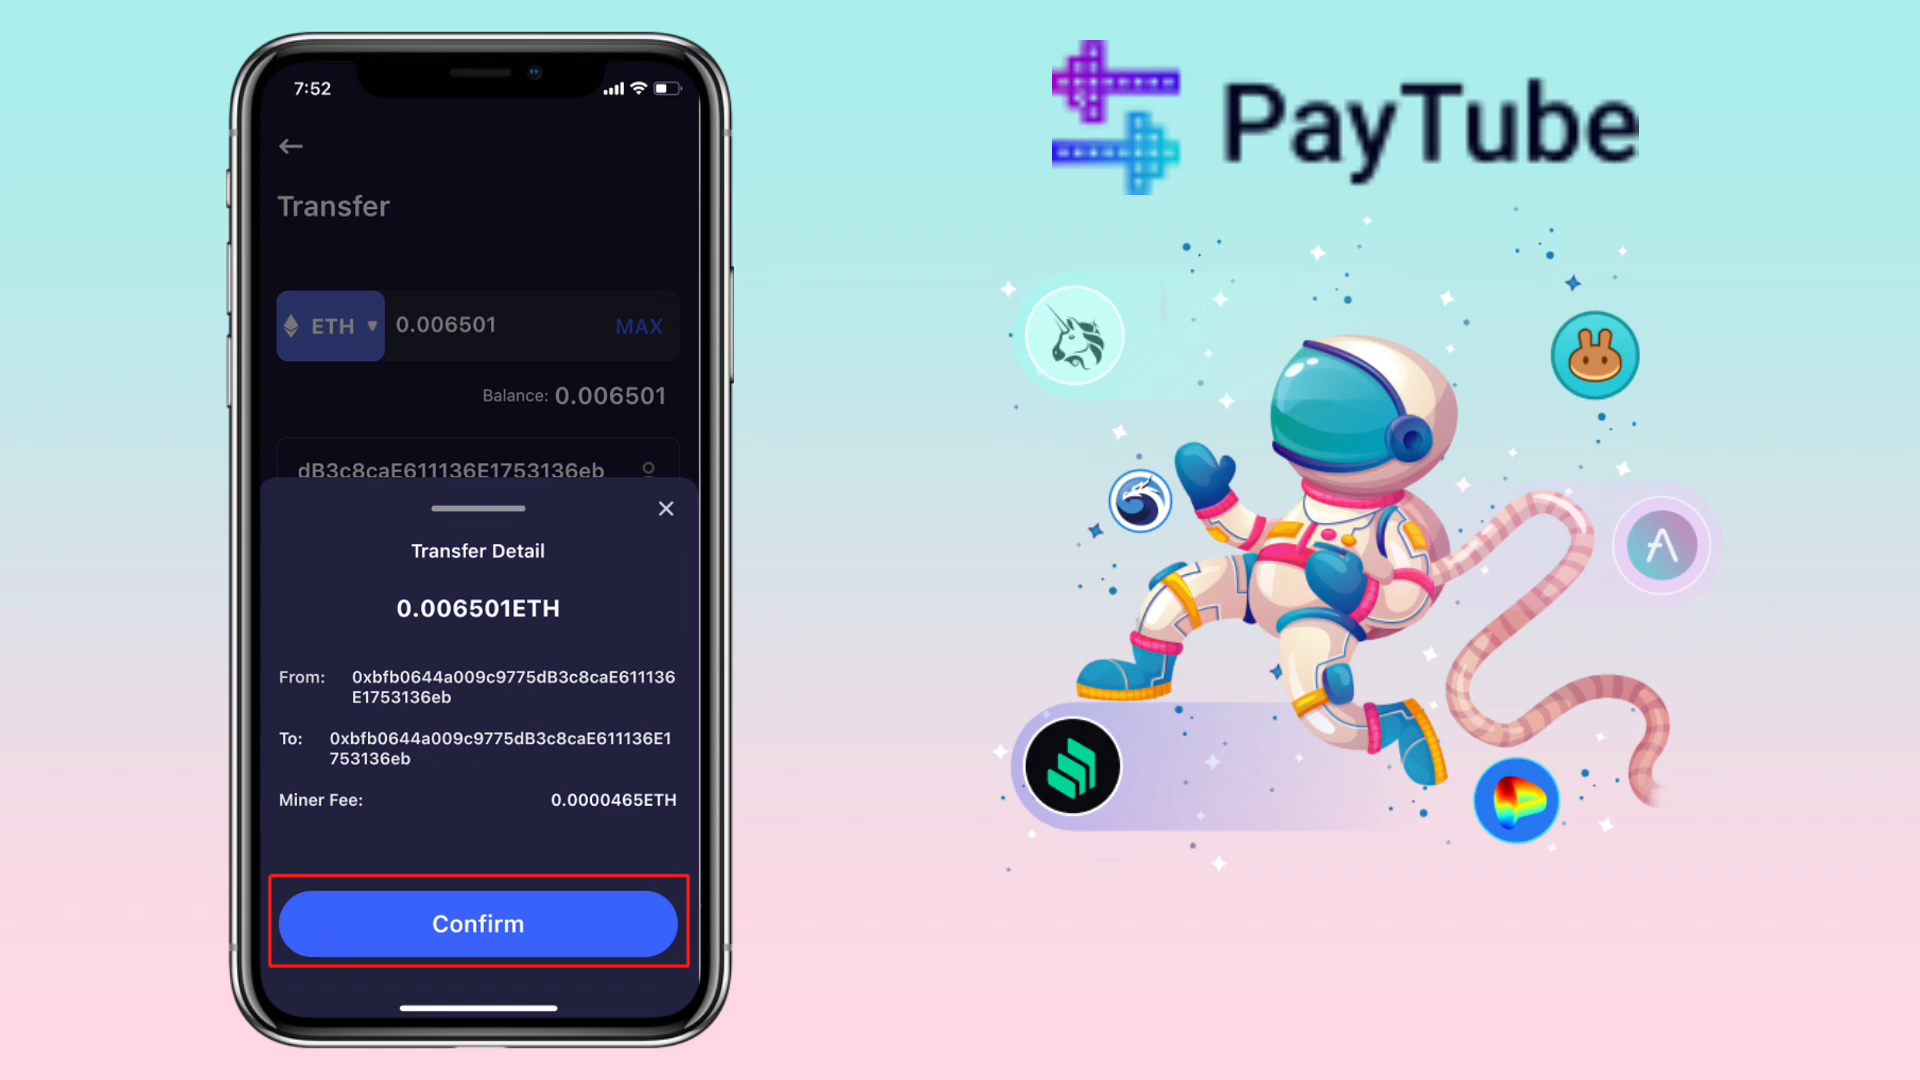 7:52
Transfer
ETH 0.006501 MAX
Balance: 0.006501
dB3c8caE611136E1753136eb
Transfer Detail
0.006501ETH
From: 0xbfb0644a009c9775dB3c8caE611136
E1753136eb
To: 0xbfb0644a009c9775dB3c8caE611136E1
753136eb
Miner Fee: 0.0000465ETH
Confirm
PayTube